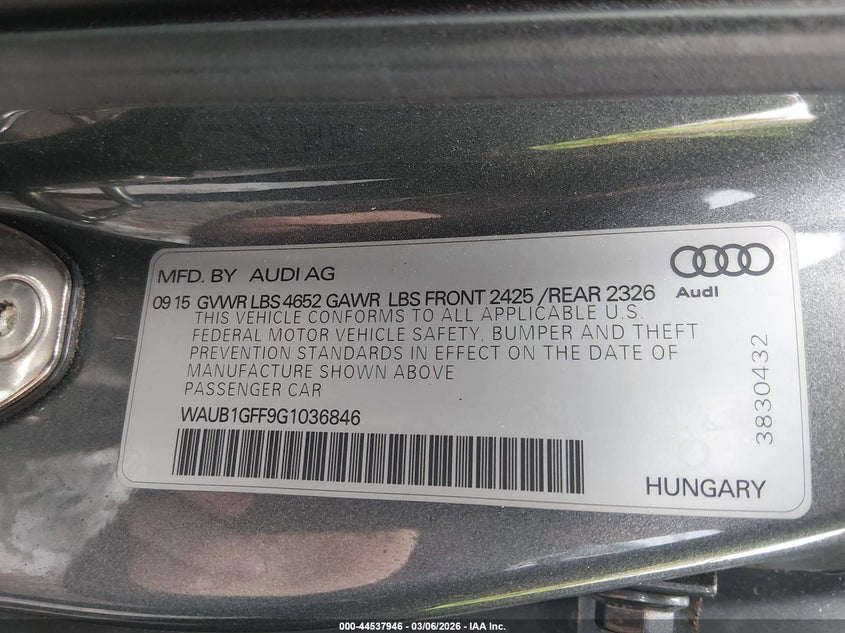 MFD. BY AUDI AG
Audi
09 15 GVWR LBS 4652 GAWR LBS FRONT 2425 /REAR 2326
THIS VEHICLE CONFORMS TO ALL APPLICABLE U.S.
FEDERAL MOTOR VEHICLE SAFETY, BUMPER AND THEFT
PREVENTION STANDARDS IN EFFECT ON THE DATE OF
MANUFACTURE SHOWN ABOVE
PASSENGER CAR
WAUB1GFF9G1036846
3830432
HUNGARY
000-44537946 - 03/06/2026 - IAA Inc.